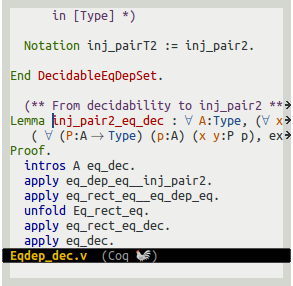 in [Type] *)
Notation inj_pairT2 := inj_pair2.
End DecidableEqDepSet.
(** From decidability to inj_pair2 **
Lemma inj_pair2_eq_dec : ∀ A:Type, (∀ x
( ∀ (P:A → Type) (p:A) (x y:P p), ex
Proof.
intros A eq_dec.
apply eq_dep_eq__inj_pair2.
apply eq_rect_eq__eq_dep_eq.
unfold Eq_rect_eq.
apply eq_rect_eq_dec.
apply eq_dec.
Eqdep_dec.v (Coq 🐓)